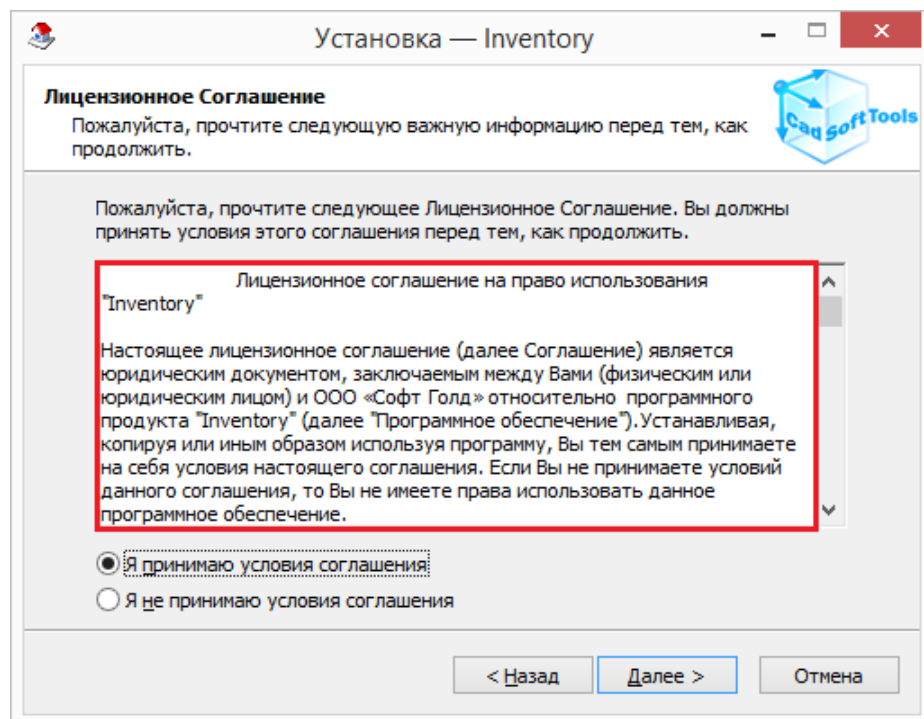 Установка — Inventory
Лицензионное Соглашение
Пожалуйста, прочтите следующую важную информацию перед тем, как
продолжить.
Cad Soft Tools
Пожалуйста, прочтите следующее Лицензионное Соглашение. Вы должны
принять условия этого соглашения перед тем, как продолжить.
Лицензионное соглашение на право использования
"Inventory"
Настоящее лицензионное соглашение (далее Соглашение) является
юридическим документом, заключаемым между Вами (физическим или
юридическим лицом) и ООО «Софт Голд» относительно программного
продукта "Inventory" (далее "Программное обеспечение").Устанавливая,
копируя или иным образом используя программу, Вы тем самым принимаете
на себя условия настоящего соглашения. Если Вы не принимаете условий
данного соглашения, то Вы не имеете права использовать данное
программное обеспечение.
Я принимаю условия соглашения
Я не принимаю условия соглашения
< Назад Далее > Отмена